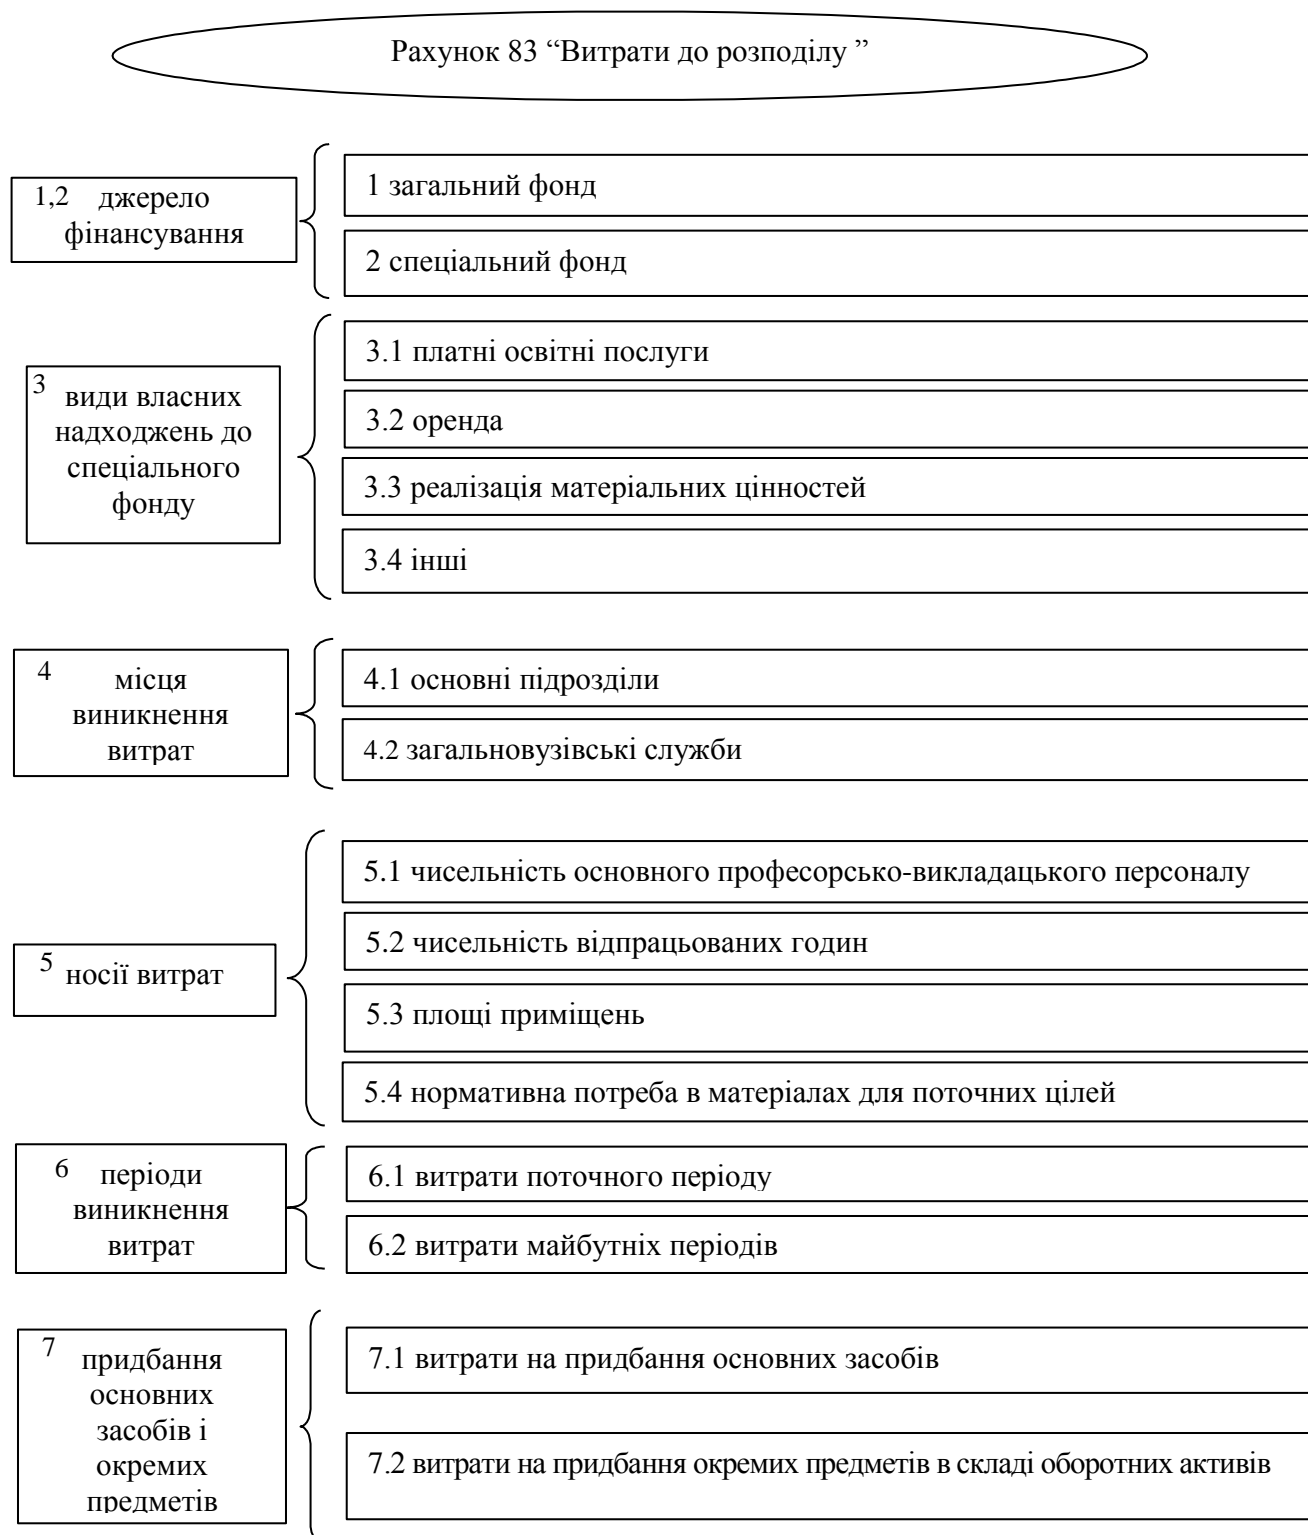 Рахунок 83 “Витрати до розподілу ”
1,2 джерело
фінансування
1 загальний фонд
2 спеціальний фонд
3
види власних
надходжень до
спеціального
фонду
3.1 платні освітні послуги
3.2 оренда
3.3 реалізація матеріальних цінностей
3.4 інші
4 місця
виникнення
витрат
4.1 основні підрозділи
4.2 загальновузівські служби
5 носії витрат
5.1 чисельність основного професорсько-викладацького персоналу
5.2 чисельність відпрацьованих годин
5.3 площі приміщень
5.4 нормативна потреба в матеріалах для поточних цілей
6 періоди
виникнення
витрат
6.1 витрати поточного періоду
6.2 витрати майбутніх періодів
7 придбання
основних
засобів і
окремих
предметів
7.1 витрати на придбання основних засобів
7.2 витрати на придбання окремих предметів в складі оборотних активів